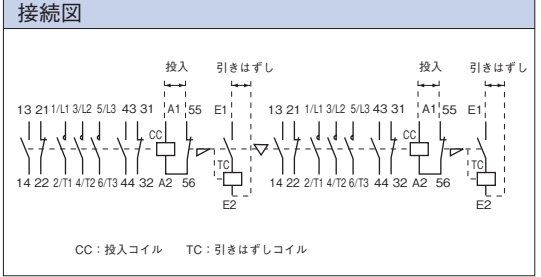 接続図
投入 引きはずし 投入 引きはずし
13 21 1/L1 3/L2 5/L3 43 31 A1 55 E1 13 21 1/L1 3/L2 5/L3 43 31 A1 55 E1
CC CC
TC TC
14 22 2/T1 4/T2 6/T3 44 32 A2 56 14 22 2/T1 4/T2 6/T3 44 32 A2 56
E2 E2
CC：投入コイル TC：引きはずしコイル